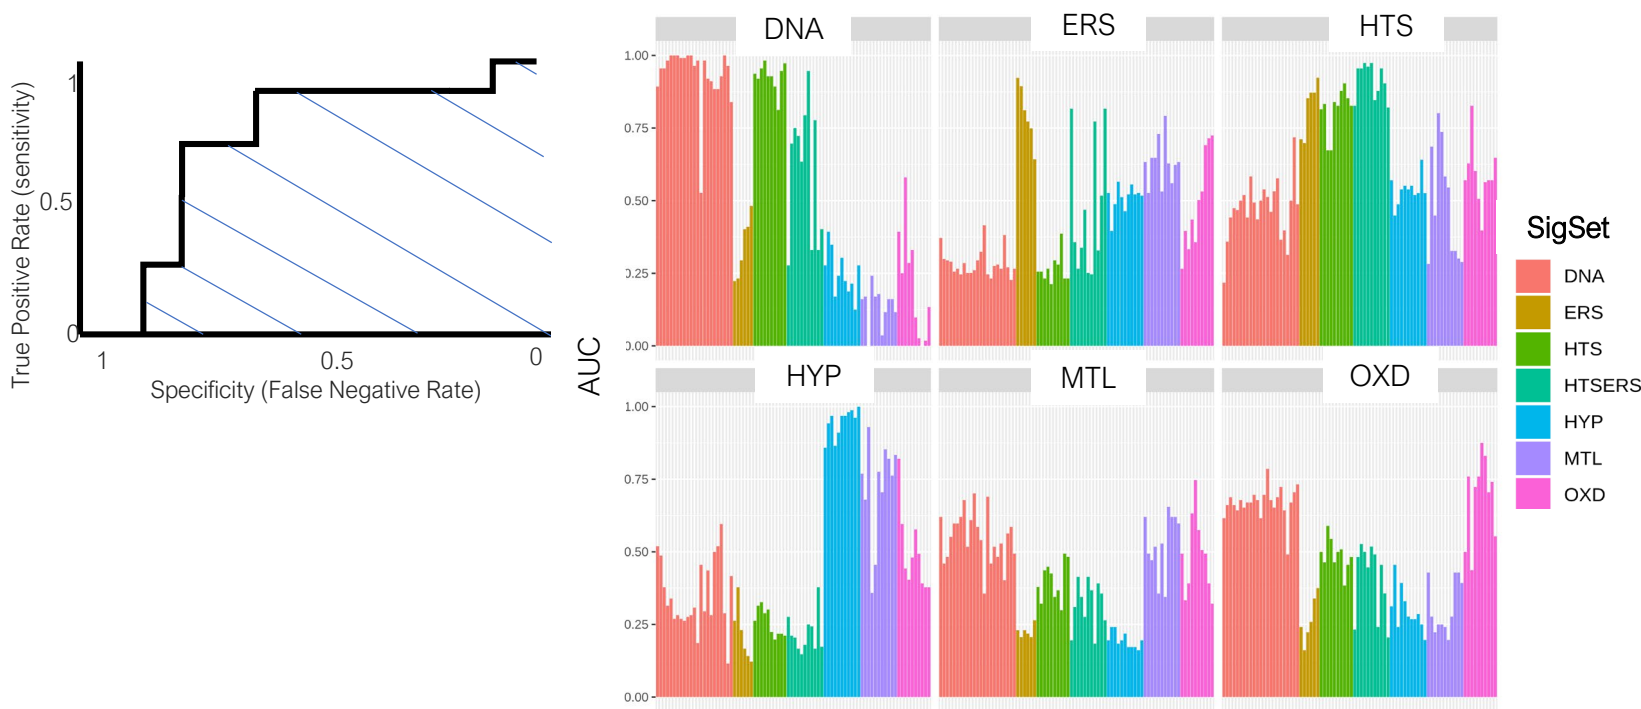 True Positive Rate (sensitivity)
1
0.5
0
1
0.5
0
Specificity (False Negative Rate)
AUC
DNA
ERS
HTS
1.00
0.75
0.50
0.25
0.00
HYP
MTL
OXD
1.00
0.75
0.50
0.25
0.00
SigSet
DNA
ERS
HTS
HTSERS
HYP
MTL
OXD